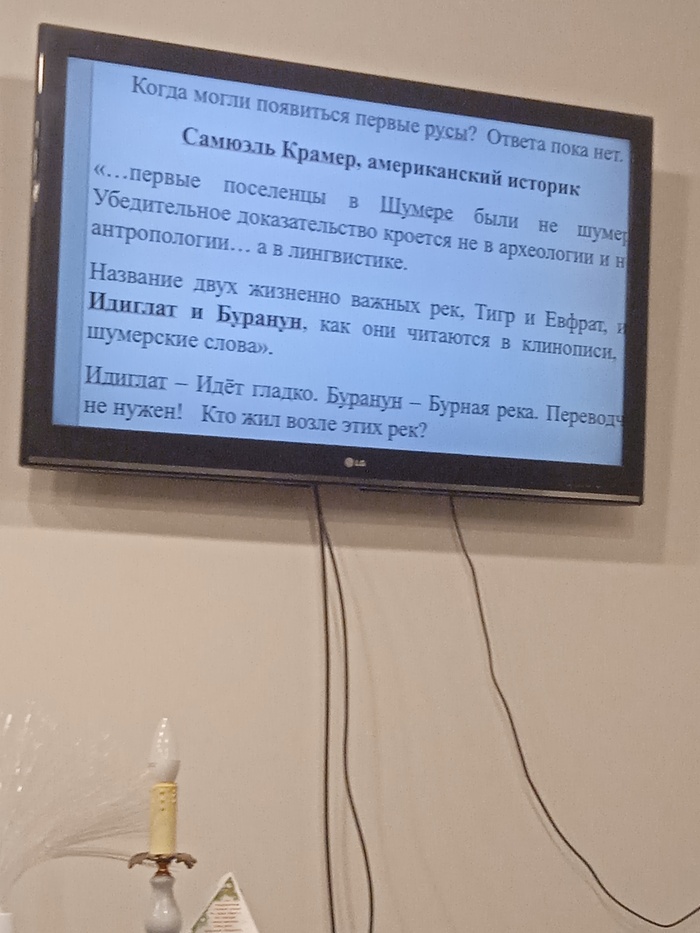 Когда могли появиться первые русы? Ответа пока нет.
Самюэль Крамер, американский историк
«…первые поселенцы в Шумере были не шумер
Убедительное доказательство кроется не в археологии и н
антропологии… а в лингвистике.
Название двух жизненно важных рек, Тигр и Евфрат, и
Идиглат и Буранун, как они читаются в клинописи,
шумерские слова».
Идиглат – Идёт гладко. Буранун – Бурная река. Переводч
не нужен! Кто жил возле этих рек?
LG